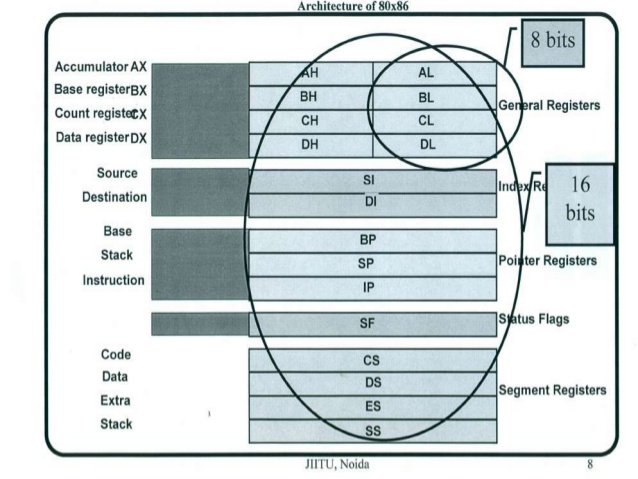 Architecture of 80x86
8 bits
Accumulator AX AH AL
Base register BX BH BL
General Registers
Count register CX CH CL
Data register DX DH DL
Source SI Index Re
16
bits
Destination DI
Base BP
Stack SP Pointer Registers
Instruction IP
SF Status Flags
Code CS
Data DS Segment Registers
Extra ES
Stack SS
JIITU, Noida 8